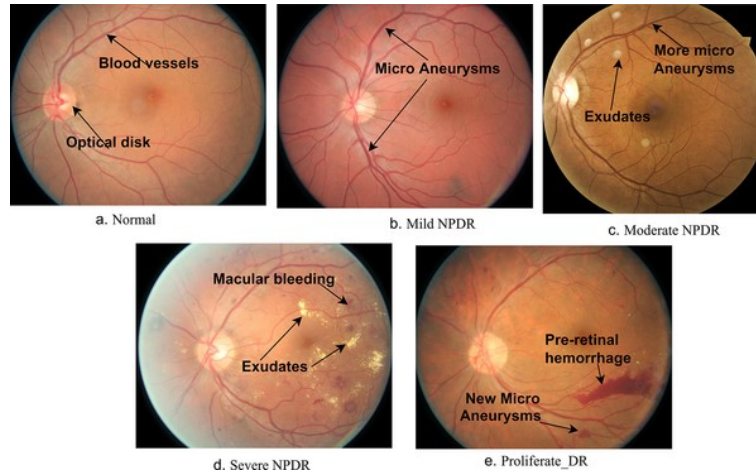 Blood vessels
Optical disk
a. Normal
Micro Aneurysms
b. Mild NPDR
More micro
Aneurysms
Exudates
c. Moderate NPDR
Macular bleeding
Exudates
d. Severe NPDR
Pre-retinal
hemorrhage
New Micro
Aneurysms
e. Proliferate_DR